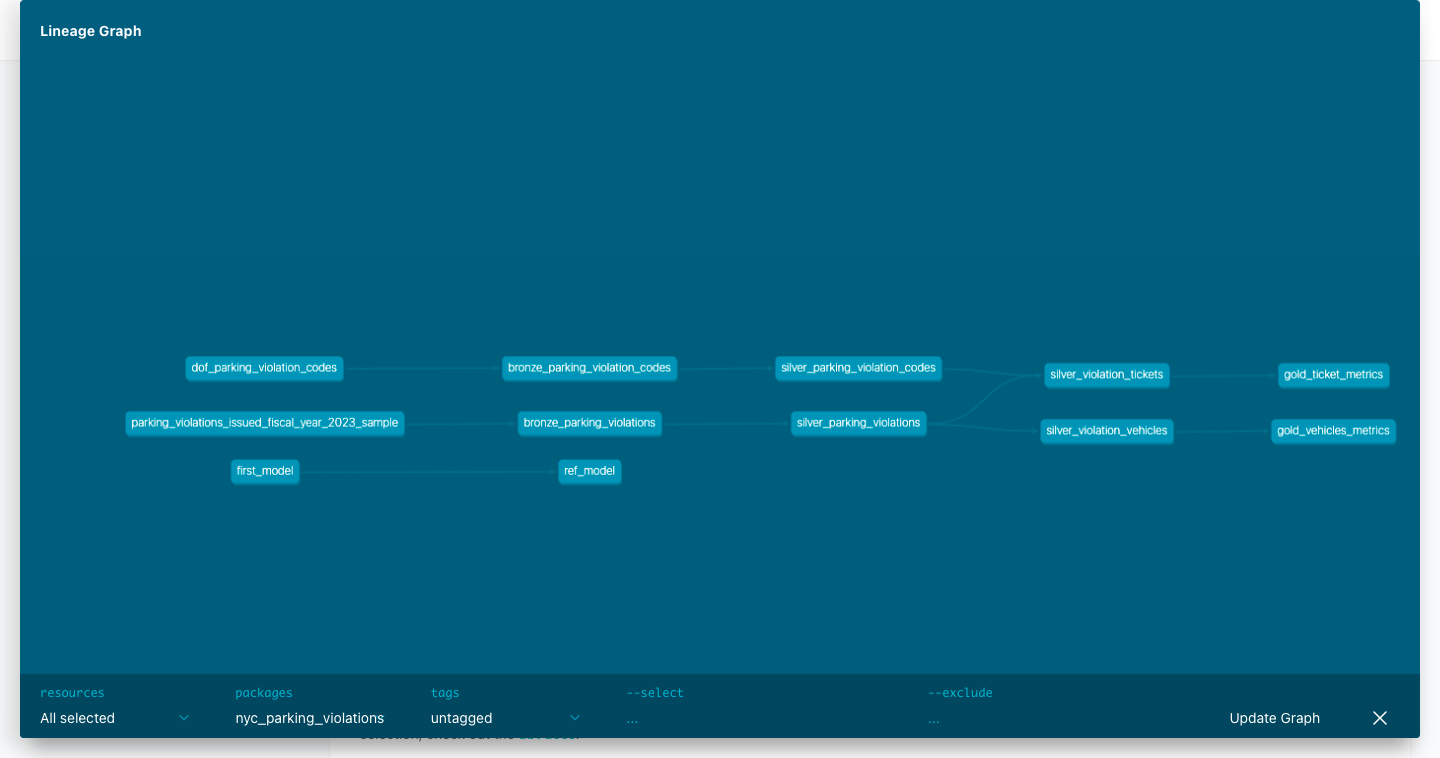 Lineage Graph
dof_parking_violation_codes
bronze_parking_violation_codes
silver_parking_violation_codes
silver_violation_tickets
gold_ticket_metrics
parking_violations_issued_fiscal_year_2023_sample
bronze_parking_violations
silver_parking_violations
silver_violation_vehicles
gold_vehicles_metrics
first_model
ref_model
resources
packages
tags
--select
--exclude
All selected
nyc_parking_violations
untagged
...
...
Update Graph